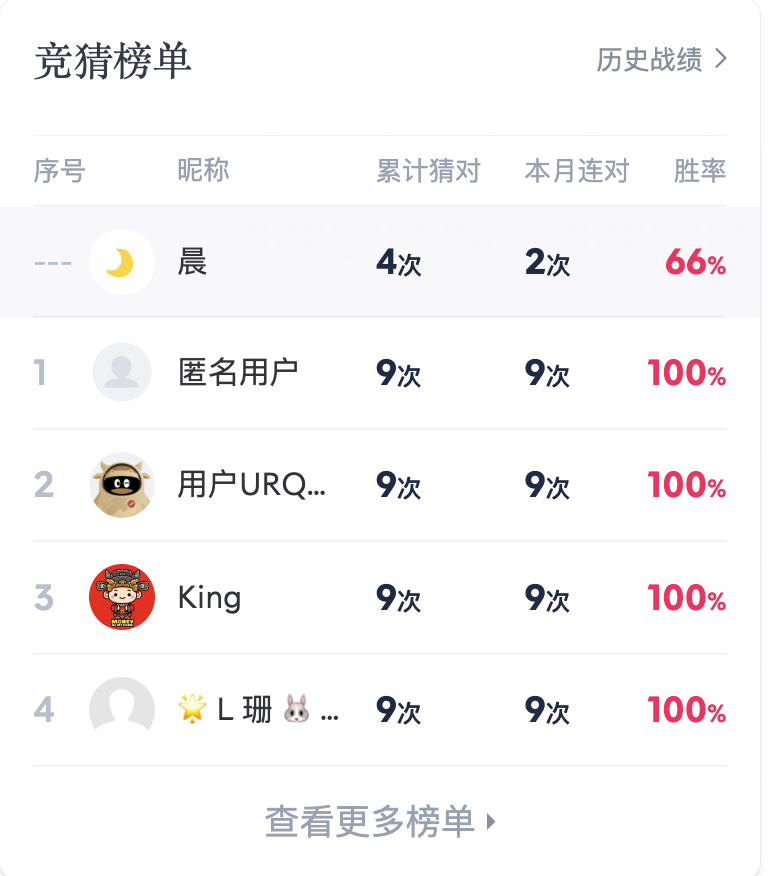 竞猜榜单 历史战绩 >
序号 昵称 累计猜对 本月连对 胜率
--- 晨 4次 2次 66%
1 匿名用户 9次 9次 100%
2 用户URQ... 9次 9次 100%
3 King 9次 9次 100%
4 🌟 L 珊 🐰 ... 9次 9次 100%
查看更多榜单